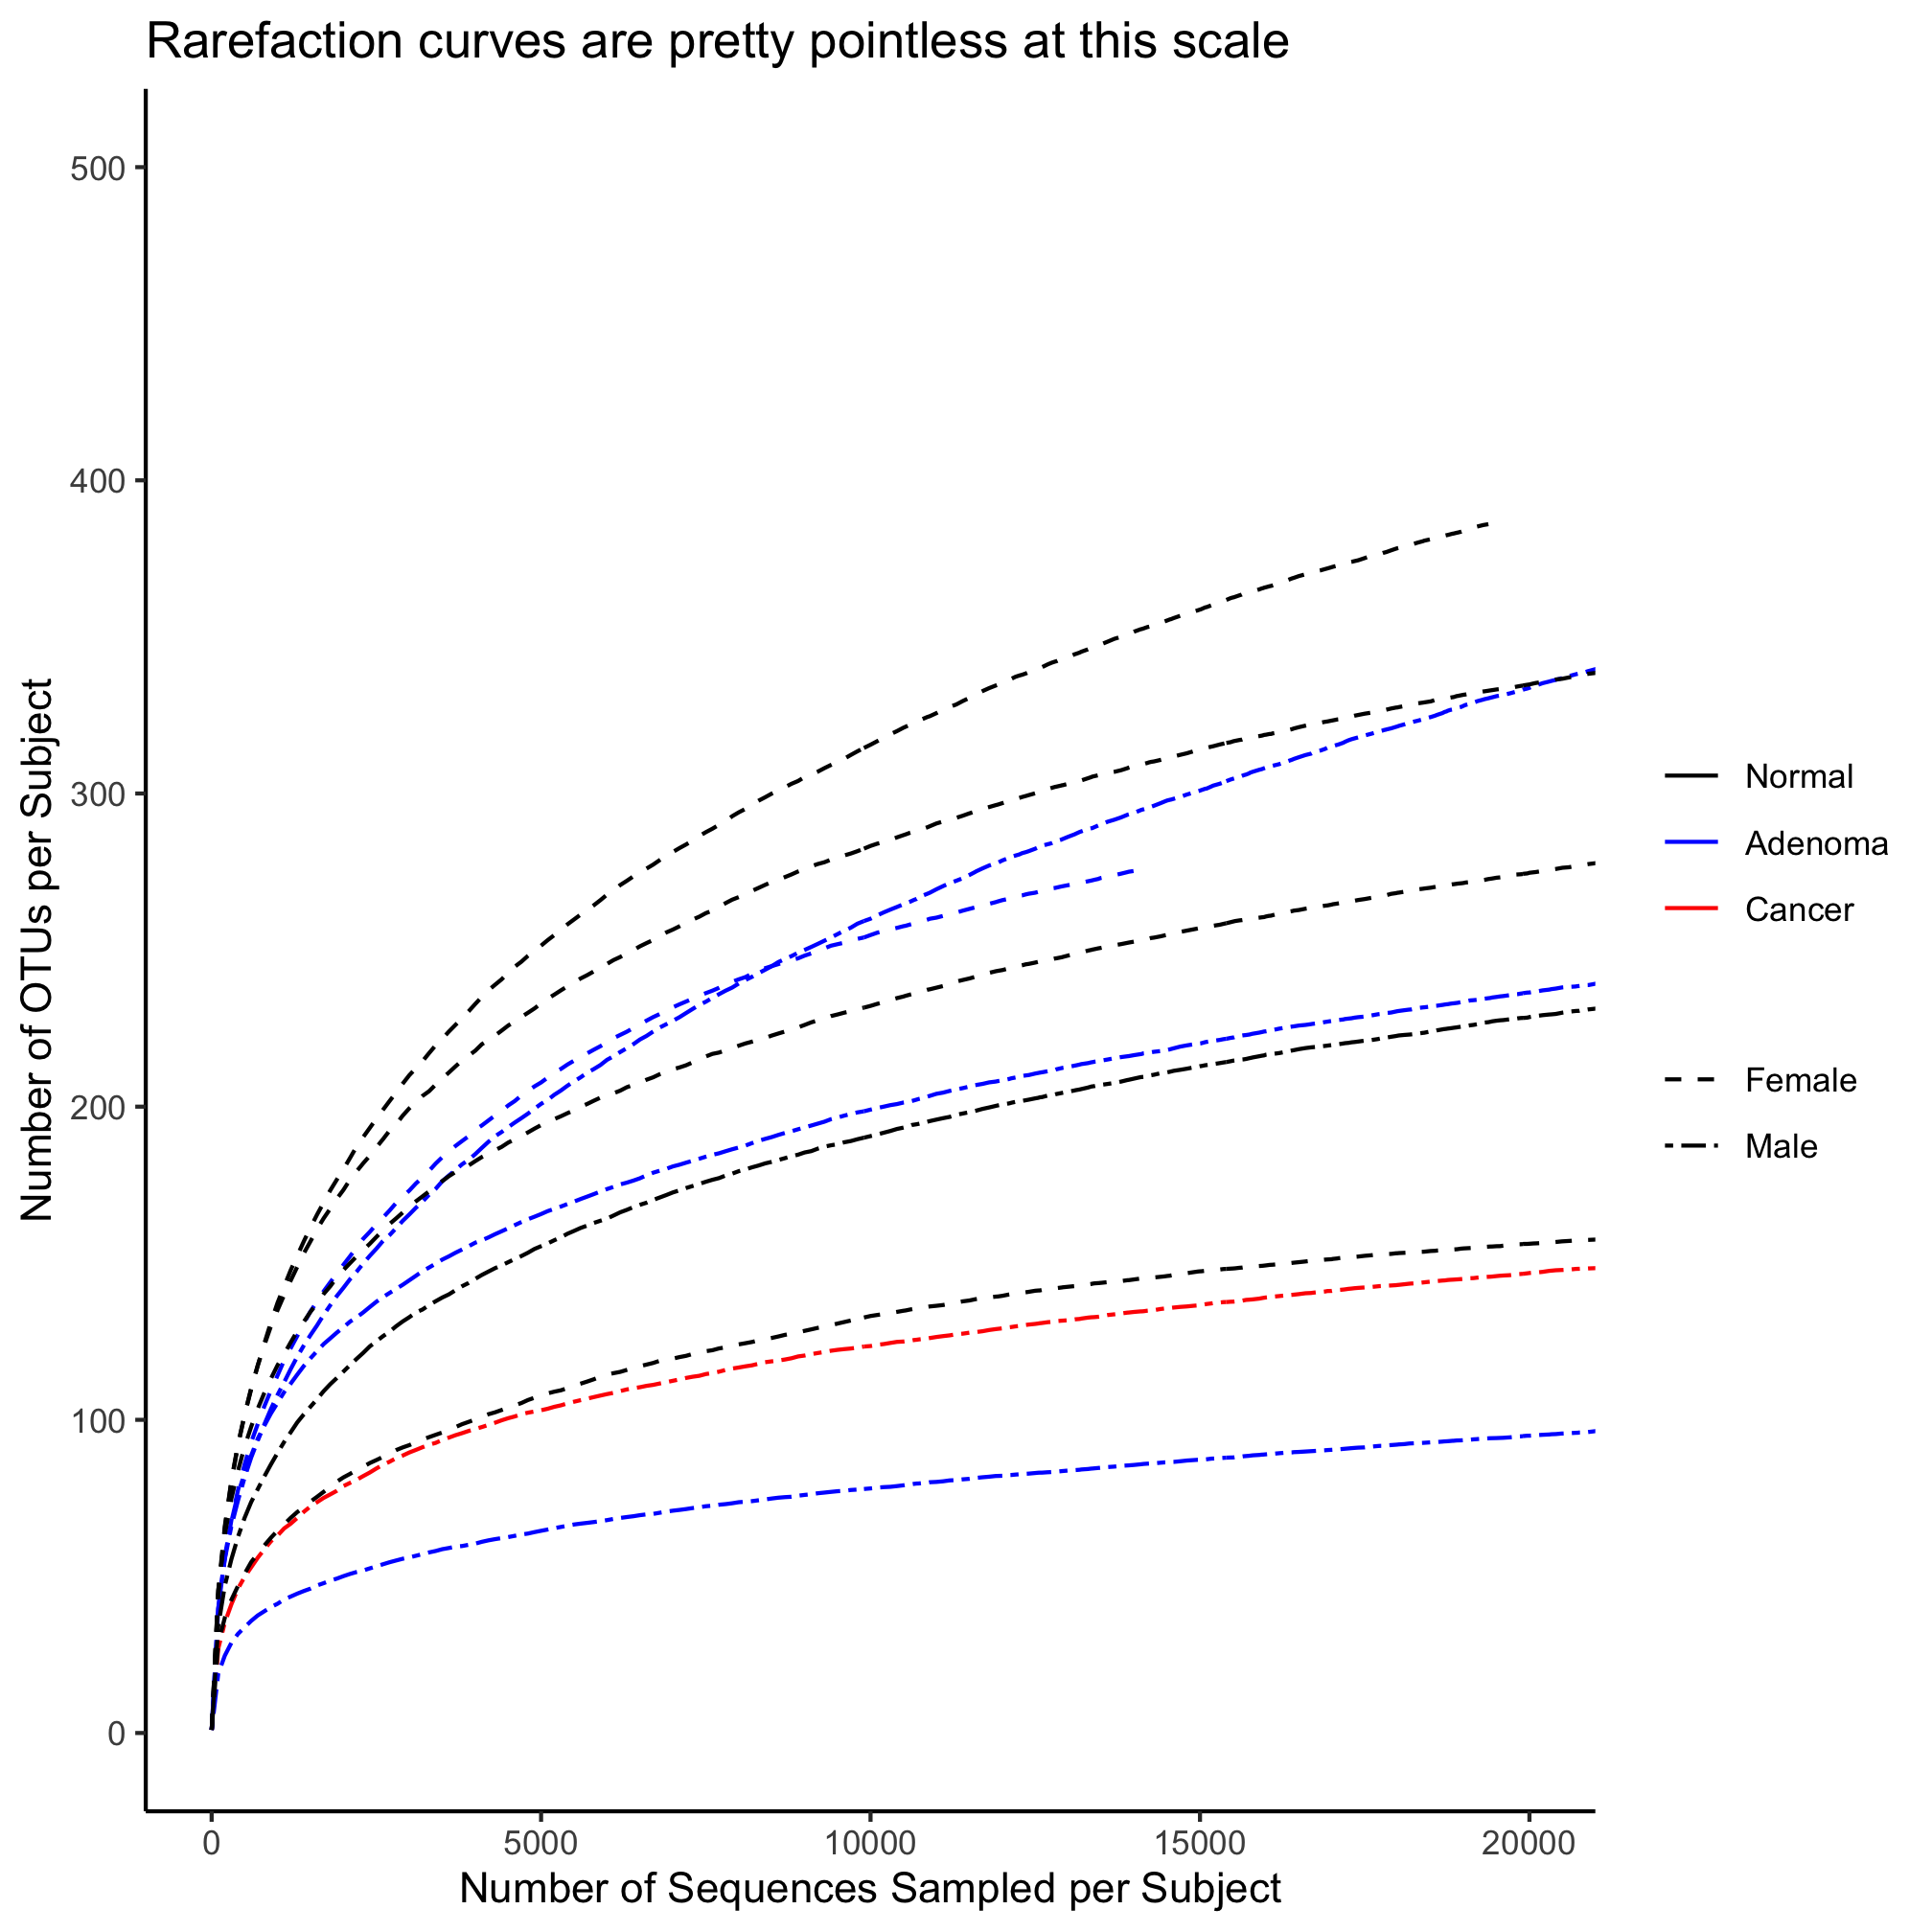 Rarefaction curves are pretty pointless at this scale
Number of OTUs per Subject
500
400
300
200
100
0
0 5000 10000 15000 20000
Number of Sequences Sampled per Subject
Normal
Adenoma
Cancer
Female
Male